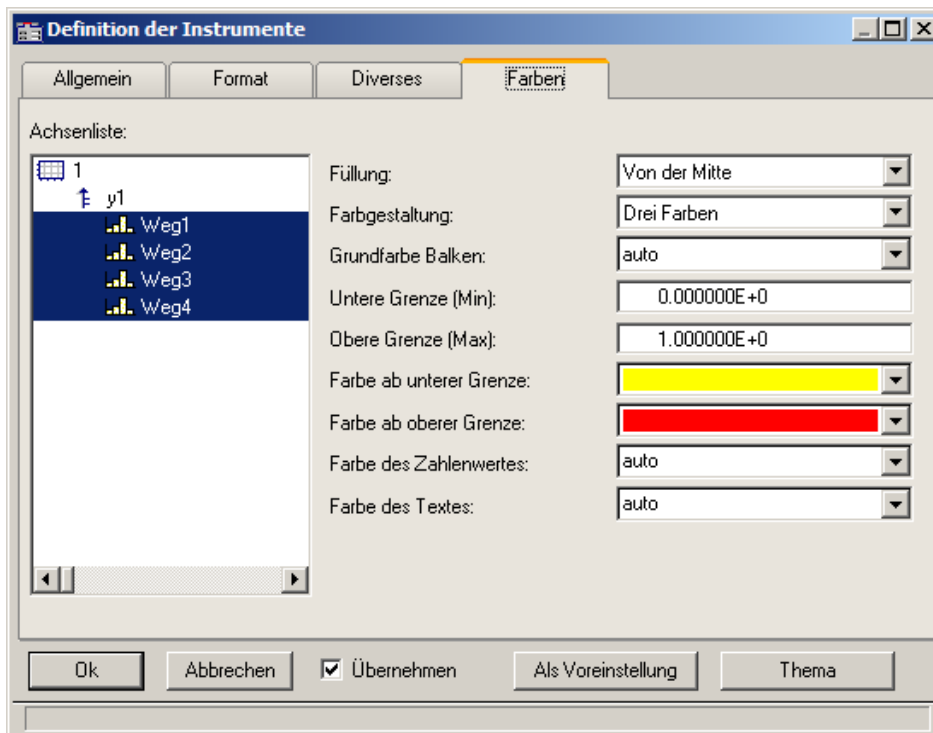 Definition der Instrumente
Allgemein
Format
Diverses
Farben
Achsenliste:
1
y1
Weg1
Weg2
Weg3
Weg4
Füllung:
Von der Mitte
Farbgestaltung:
Drei Farben
Grundfarbe Balken:
auto
Untere Grenze (Min):
0.000000E+0
Obere Grenze (Max):
1.000000E+0
Farbe ab unterer Grenze:
Farbe ab oberer Grenze:
Farbe des Zahlenwertes:
auto
Farbe des Textes:
auto
Ok
Abbrechen
Übernehmen
Als Voreinstellung
Thema